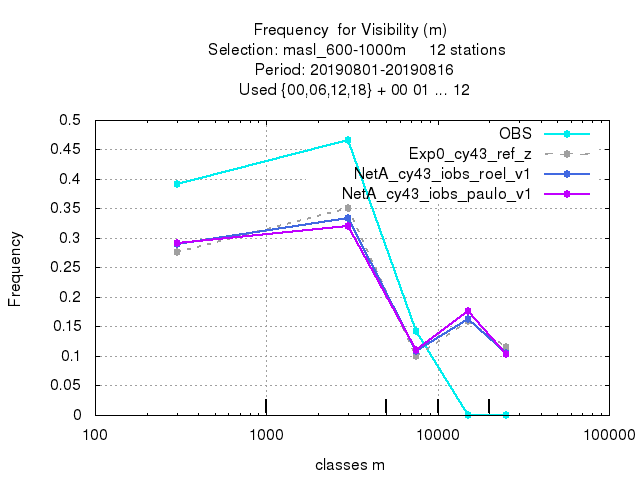 Frequency  for Visibility (m)
Selection: masl_600-1000m     12 stations
Period: 20190801-20190816
Used {00,06,12,18} + 00 01 ... 12
0.5
0.45
0.4
0.35
0.3
0.25
0.2
0.15
0.1
0.05
0
Frequency
OBS
Exp0_cy43_ref_z
NetA_cy43_iobs_roel_v1
NetA_cy43_iobs_paulo_v1
100 1000 10000 100000
classes m